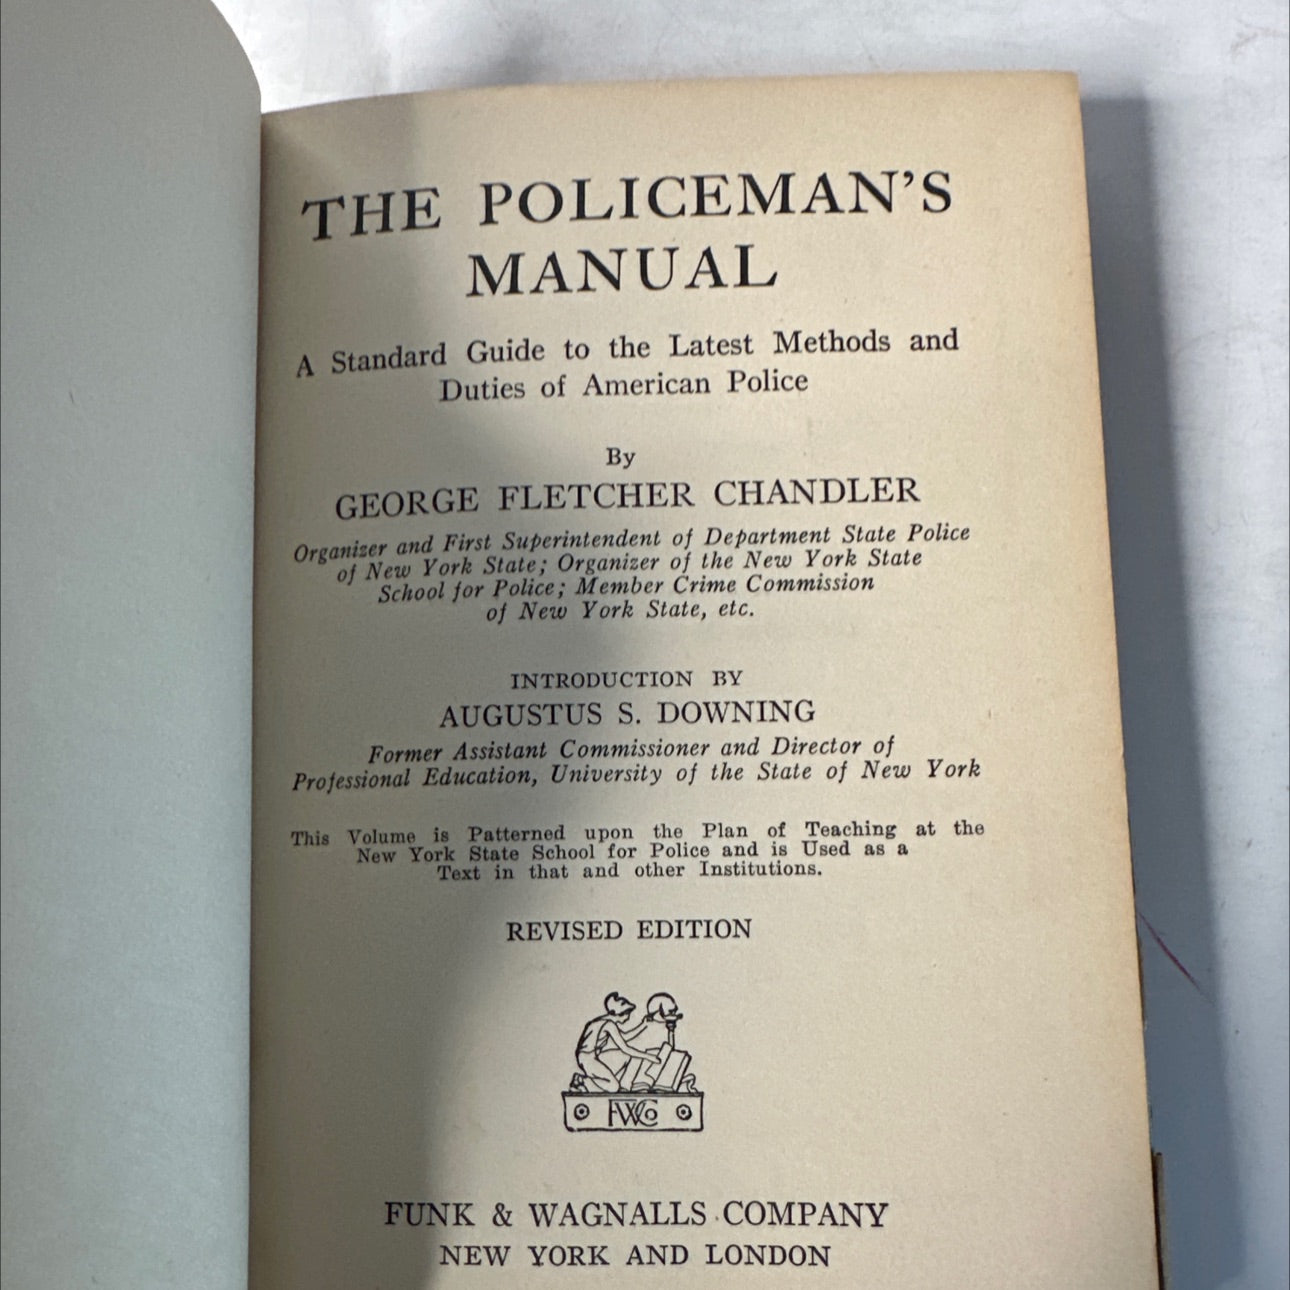 THE POLICEMAN'S
MANUAL
A Standard Guide to the Latest Methods and
Duties of American Police
By
GEORGE FLETCHER CHANDLER
Organizer and First Superintendent of Department State Police
of New York State; Organizer of the New York State
School for Police; Member Crime Commission
of New York State, etc.
INTRODUCTION BY
AUGUSTUS S. DOWNING
Former Assistant Commissioner and Director of
Professional Education, University of the State of New York
This Volume is Patterned upon the Plan of Teaching at the
New York State School for Police and is Used as a
Text in that and other Institutions.
REVISED EDITION
FWCo
FUNK & WAGNALLS COMPANY
NEW YORK AND LONDON